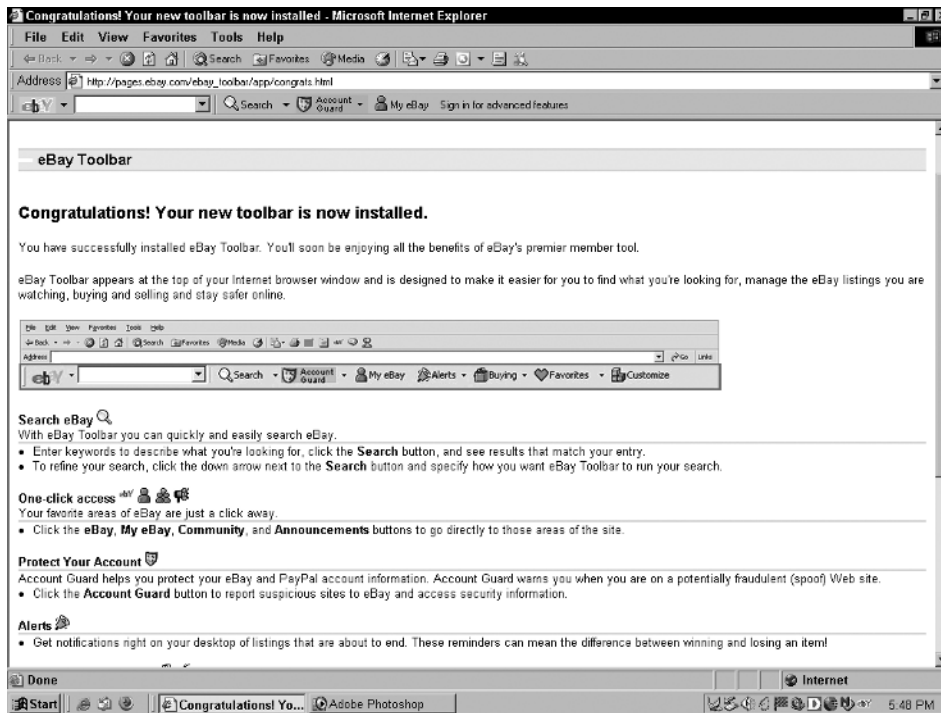 Congratulations! Your new toolbar is now installed - Microsoft Internet Explorer
File Edit View Favorites Tools Help
Back Search Favorites Media
Address http://pages.ebay.com/ebay_toolbar/app/congrats.html
ebY Search Account Guard My eBay Sign in for advanced features
eBay Toolbar
Congratulations! Your new toolbar is now installed.
You have successfully installed eBay Toolbar. You'll soon be enjoying all the benefits of eBay's premier member tool.
eBay Toolbar appears at the top of your Internet browser window and is designed to make it easier for you to find what you're looking for, manage the eBay listings you are
watching, buying and selling and stay safer online.
File Edit View Favorites Tools Help
Back Search Favorites Media
Address Go Links
ebY Search Account Guard My eBay Alerts Buying Favorites Customize
Search eBay
With eBay Toolbar you can quickly and easily search eBay.
• Enter keywords to describe what you're looking for, click the Search button, and see results that match your entry.
• To refine your search, click the down arrow next to the Search button and specify how you want eBay Toolbar to run your search.
One-click access ebY
Your favorite areas of eBay are just a click away.
• Click the eBay, My eBay, Community, and Announcements buttons to go directly to those areas of the site.
Protect Your Account
Account Guard helps you protect your eBay and PayPal account information. Account Guard warns you when you are on a potentially fraudulent (spoof) Web site.
• Click the Account Guard button to report suspicious sites to eBay and access security information.
Alerts
• Get notifications right on your desktop of listings that are about to end. These reminders can mean the difference between winning and losing an item!
Done Internet
Start Congratulations! Yo... Adobe Photoshop 5:48 PM